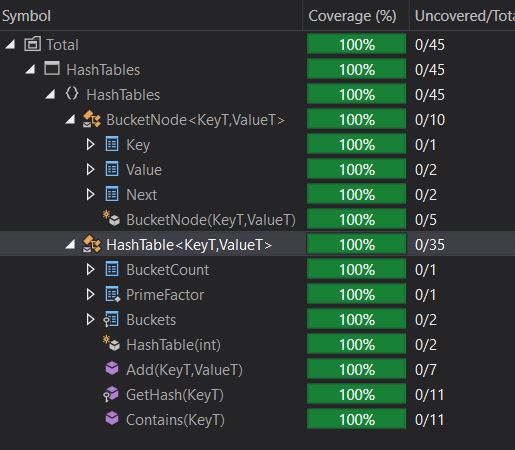 Symbol Coverage (%) Uncovered/Tota
Total 100% 0/45
HashTables 100% 0/45
HashTables 100% 0/45
BucketNode<KeyT,ValueT> 100% 0/10
Key 100% 0/1
Value 100% 0/2
Next 100% 0/2
BucketNode(KeyT,ValueT) 100% 0/5
HashTable<KeyT,ValueT> 100% 0/35
BucketCount 100% 0/1
PrimeFactor 100% 0/1
Buckets 100% 0/2
HashTable(int) 100% 0/2
Add(KeyT,ValueT) 100% 0/7
GetHash(KeyT) 100% 0/11
Contains(KeyT) 100% 0/11